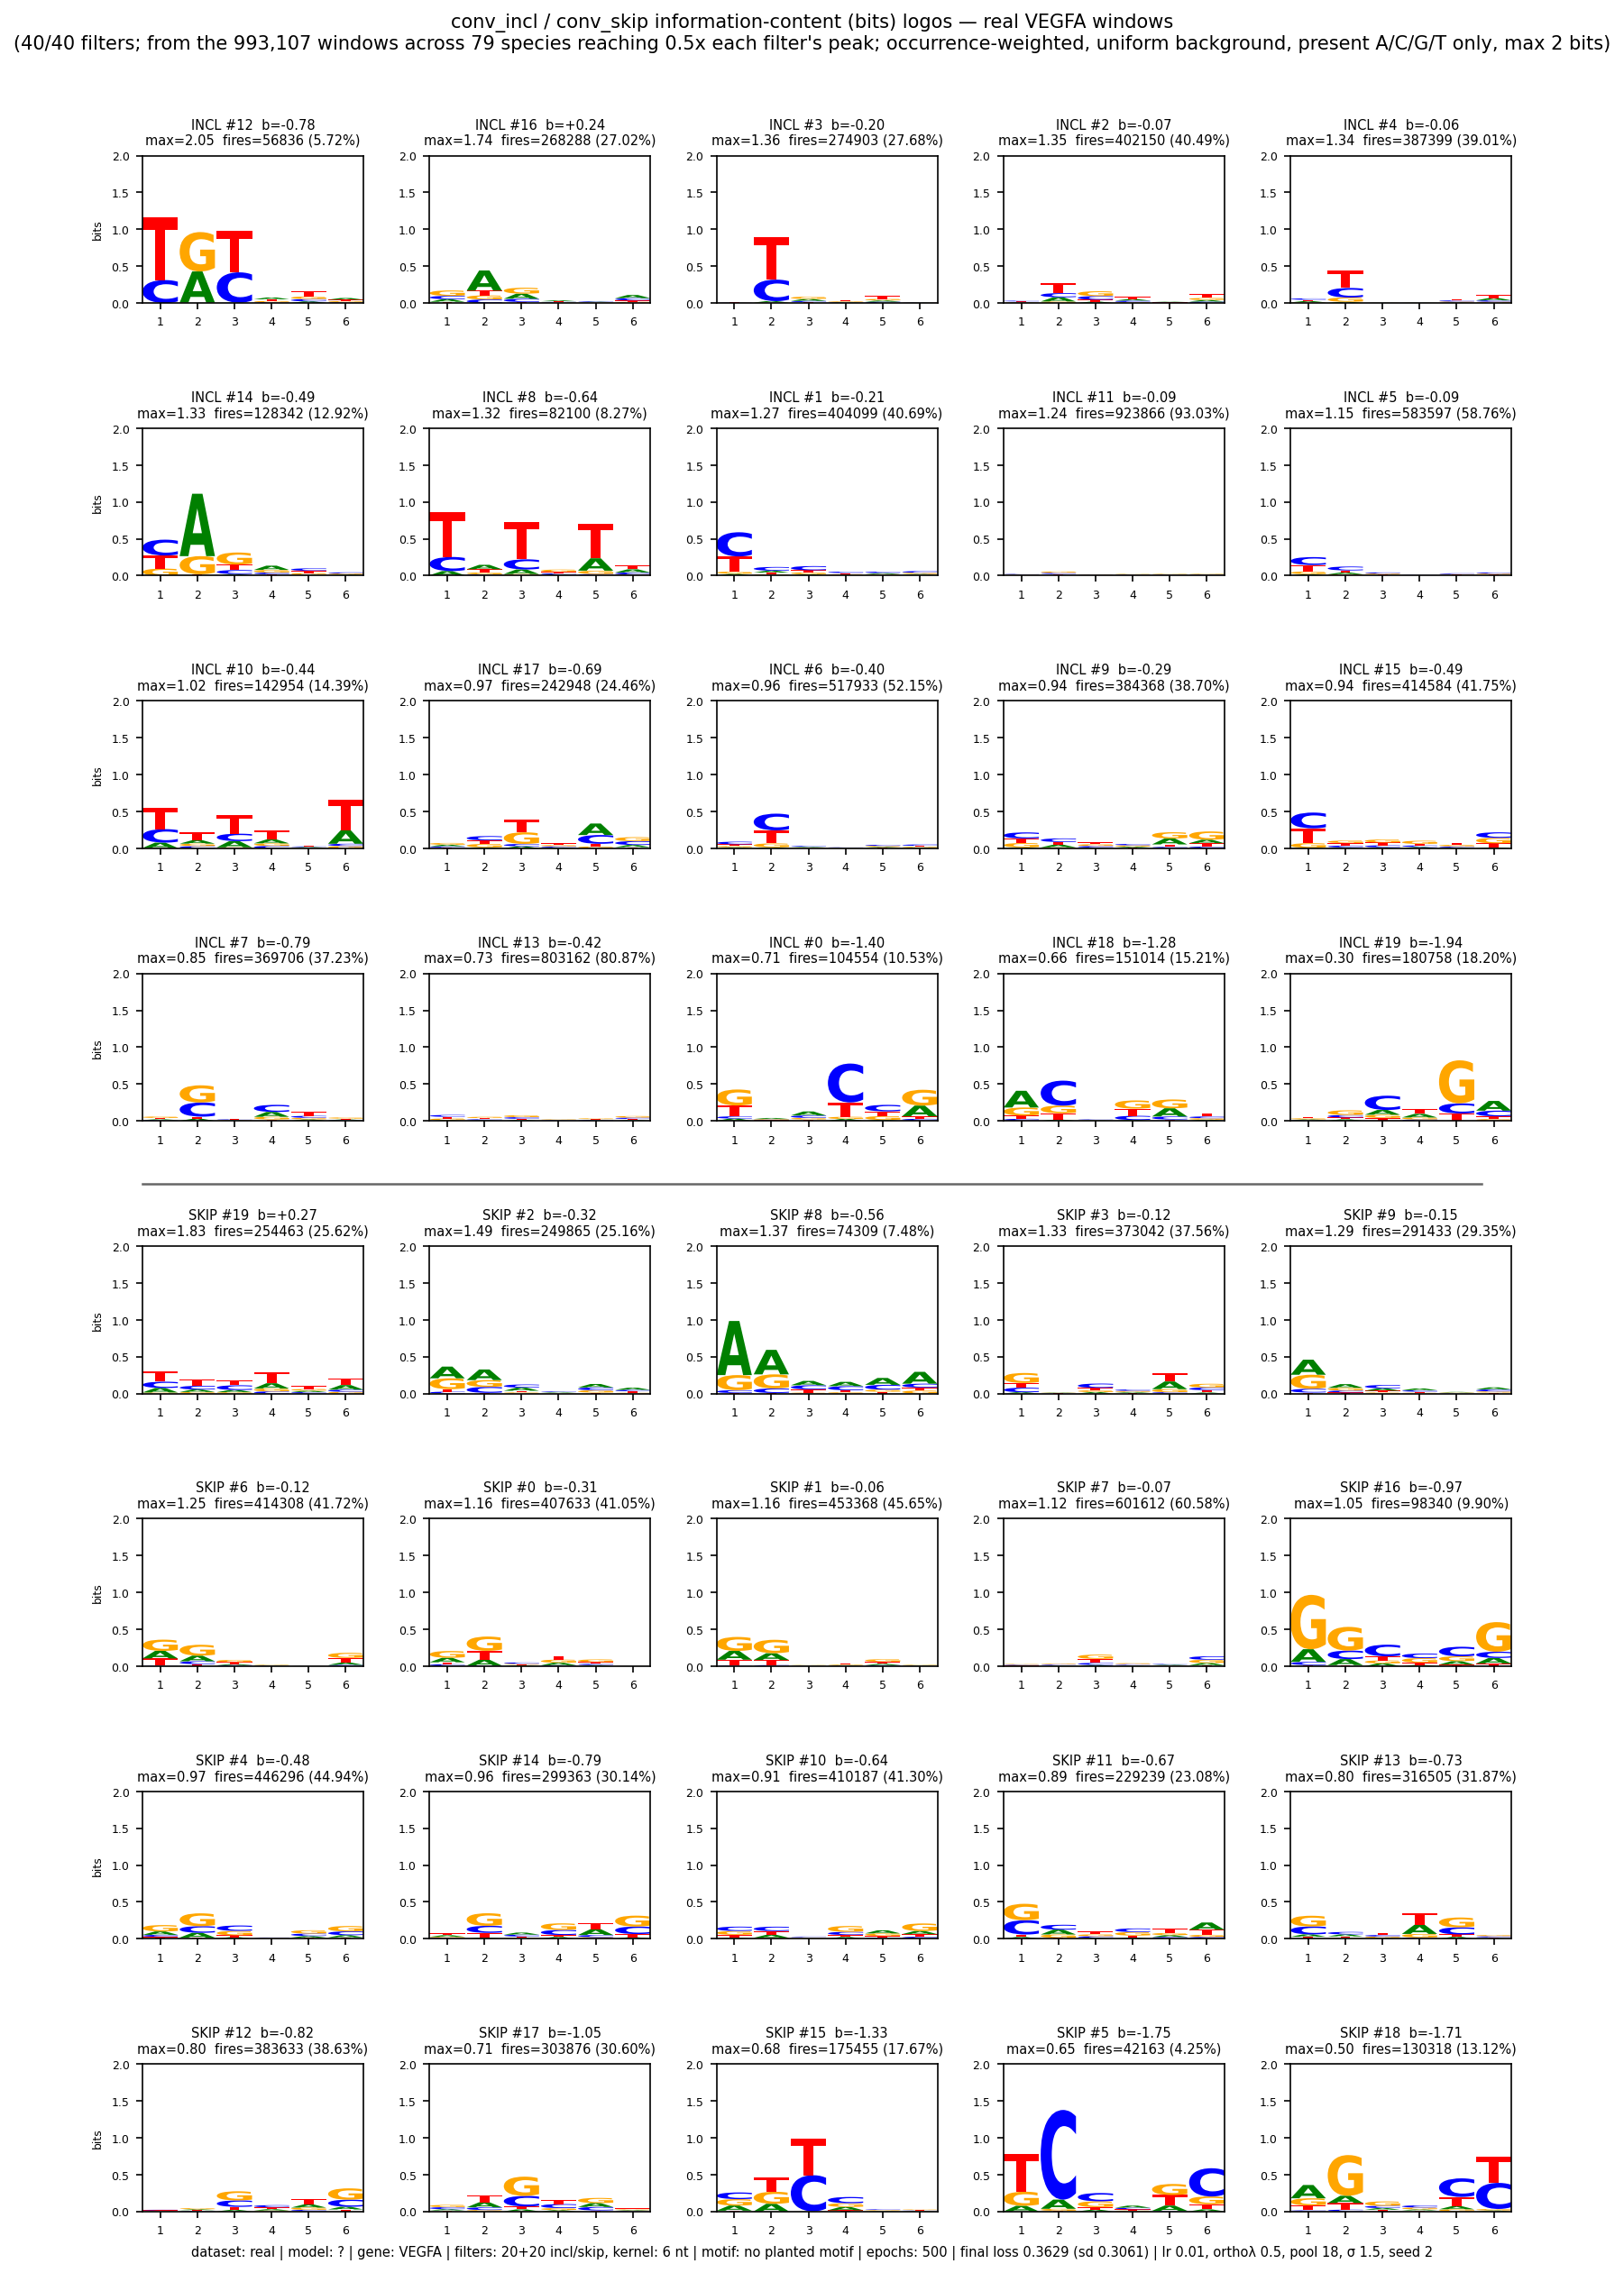 conv_incl / conv_skip information-content (bits) logos — real VEGFA windows
(40/40 filters; from the 993,107 windows across 79 species reaching 0.5x each filter's peak; occurrence-weighted, uniform background, present A/C/G/T only, max 2 bits)
INCL #12 b=-0.78
max=2.05 fires=56836 (5.72%)
INCL #16 b=+0.24
max=1.74 fires=268288 (27.02%)
INCL #3 b=-0.20
max=1.36 fires=274903 (27.68%)
INCL #2 b=-0.07
max=1.35 fires=402150 (40.49%)
INCL #4 b=-0.06
max=1.34 fires=387399 (39.01%)
INCL #14 b=-0.49
max=1.33 fires=128342 (12.92%)
INCL #8 b=-0.64
max=1.32 fires=82100 (8.27%)
INCL #1 b=-0.21
max=1.27 fires=404099 (40.69%)
INCL #11 b=-0.09
max=1.24 fires=923866 (93.03%)
INCL #5 b=-0.09
max=1.15 fires=583597 (58.76%)
INCL #10 b=-0.44
max=1.02 fires=142954 (14.39%)
INCL #17 b=-0.69
max=0.97 fires=242948 (24.46%)
INCL #6 b=-0.40
max=0.96 fires=517933 (52.15%)
INCL #9 b=-0.29
max=0.94 fires=384368 (38.70%)
INCL #15 b=-0.49
max=0.94 fires=414584 (41.75%)
INCL #7 b=-0.79
max=0.85 fires=369706 (37.23%)
INCL #13 b=-0.42
max=0.73 fires=803162 (80.87%)
INCL #0 b=-1.40
max=0.71 fires=104554 (10.53%)
INCL #18 b=-1.28
max=0.66 fires=151014 (15.21%)
INCL #19 b=-1.94
max=0.30 fires=180758 (18.20%)
SKIP #19 b=+0.27
max=1.83 fires=254463 (25.62%)
SKIP #2 b=-0.32
max=1.49 fires=249865 (25.16%)
SKIP #8 b=-0.56
max=1.37 fires=74309 (7.48%)
SKIP #3 b=-0.12
max=1.33 fires=373042 (37.56%)
SKIP #9 b=-0.15
max=1.29 fires=291433 (29.35%)
SKIP #6 b=-0.12
max=1.25 fires=414308 (41.72%)
SKIP #0 b=-0.31
max=1.16 fires=407633 (41.05%)
SKIP #1 b=-0.06
max=1.16 fires=453368 (45.65%)
SKIP #7 b=-0.07
max=1.12 fires=601612 (60.58%)
SKIP #16 b=-0.97
max=1.05 fires=98340 (9.90%)
SKIP #4 b=-0.48
max=0.97 fires=446296 (44.94%)
SKIP #14 b=-0.79
max=0.96 fires=299363 (30.14%)
SKIP #10 b=-0.64
max=0.91 fires=410187 (41.30%)
SKIP #11 b=-0.67
max=0.89 fires=229239 (23.08%)
SKIP #13 b=-0.73
max=0.80 fires=316505 (31.87%)
SKIP #12 b=-0.82
max=0.80 fires=383633 (38.63%)
SKIP #17 b=-1.05
max=0.71 fires=303876 (30.60%)
SKIP #15 b=-1.33
max=0.68 fires=175455 (17.67%)
SKIP #5 b=-1.75
max=0.65 fires=42163 (4.25%)
SKIP #18 b=-1.71
max=0.50 fires=130318 (13.12%)
dataset: real | model: ? | gene: VEGFA | filters: 20+20 incl/skip, kernel: 6 nt | motif: no planted motif | epochs: 500 | final loss 0.3629 (sd 0.3061) | lr 0.01, orthoλ 0.5, pool 18, σ 1.5, seed 2